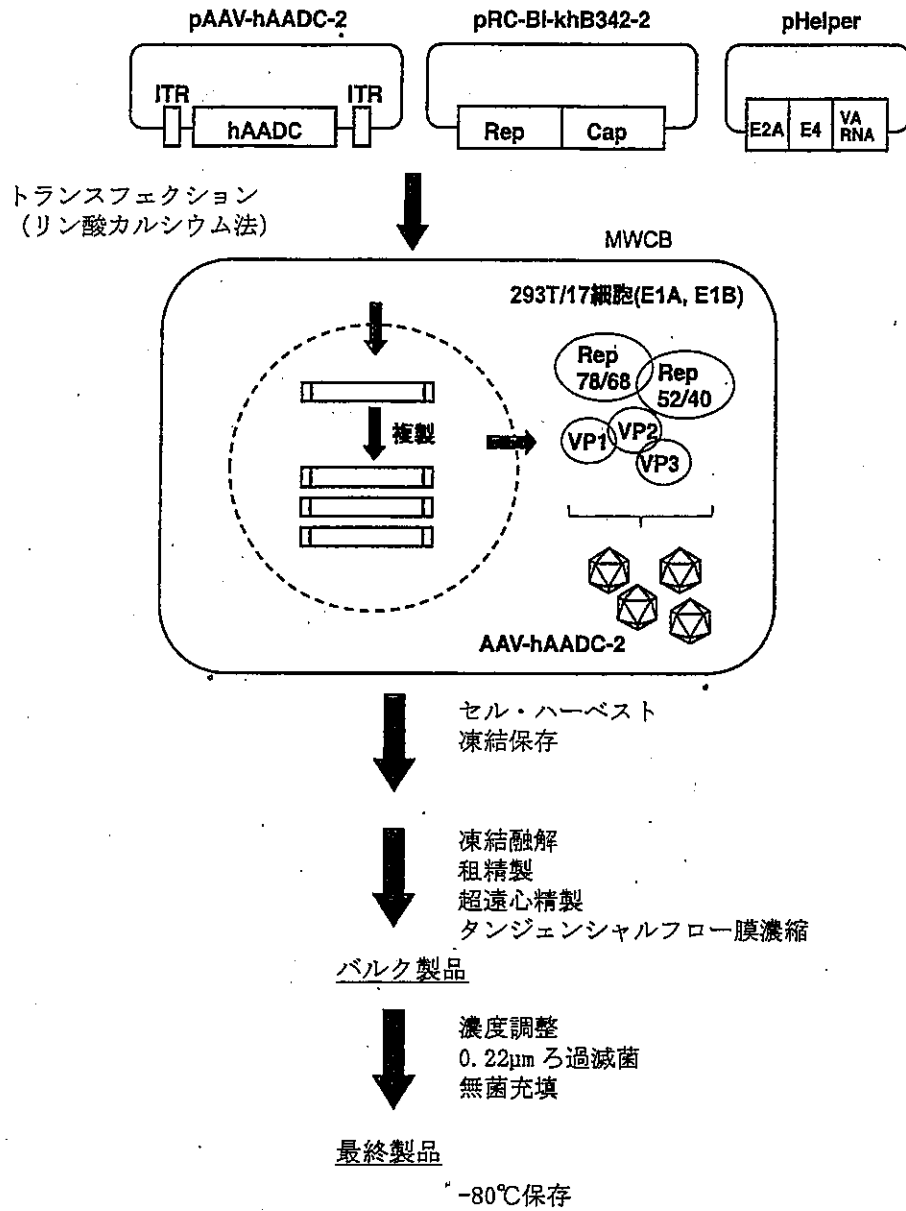 pAAV-hAADC-2
pRC-BI-khB342-2
pHelper
ITR
ITR
hAADC
Rep
Cap
E2A
E4
VA
RNA
トランスフェクション
(リン酸カルシウム法)
MWCB
293T/17細胞(E1A, E1B)
Rep
78/68
Rep
52/40
複製
VP1
VP2
VP3
AAV-hAADC-2
セル・ハーベスト
凍結保存
凍結融解
租精製
超遠心精製
タンジェンシャルフロー膜濃縮
バルク製品
濃度調整
0.22μmろ過滅菌
無菌充填
最終製品
-80℃保存